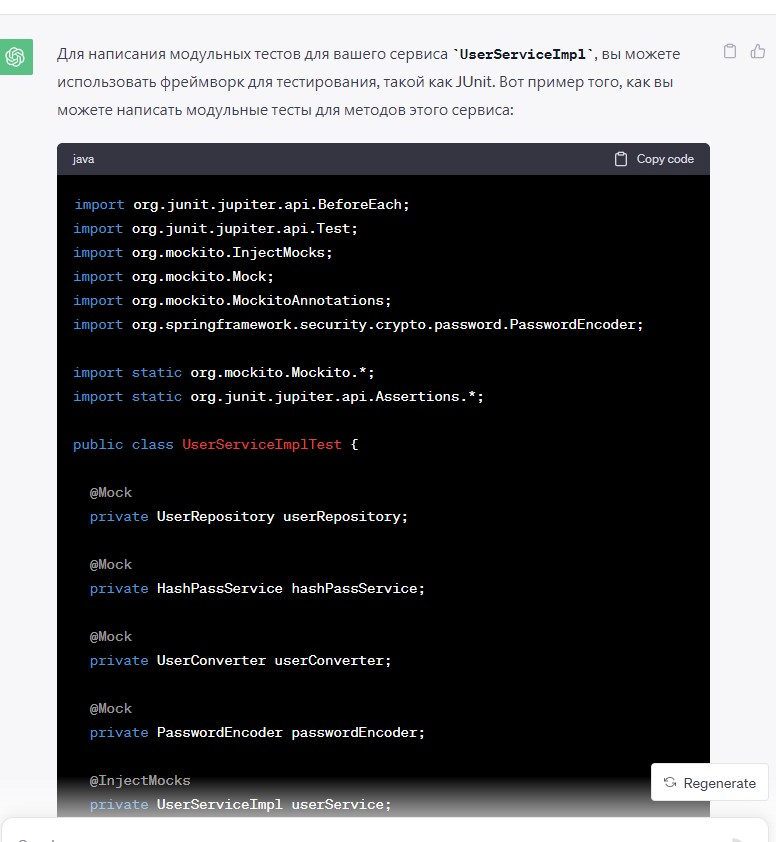 Для написания модульных тестов для вашего сервиса `UserServiceImpl`, вы можете
использовать фреймворк для тестирования, такой как JUnit. Вот пример того, как вы
можете написать модульные тесты для методов этого сервиса:
java
Copy code
import org.junit.jupiter.api.BeforeEach;
import org.junit.jupiter.api.Test;
import org.mockito.InjectMocks;
import org.mockito.Mock;
import org.mockito.MockitoAnnotations;
import org.springframework.security.crypto.password.PasswordEncoder;
import static org.mockito.Mockito.*;
import static org.junit.jupiter.api.Assertions.*;
public class UserServiceImplTest {
@Mock
private UserRepository userRepository;
@Mock
private HashPassService hashPassService;
@Mock
private UserConverter userConverter;
@Mock
private PasswordEncoder passwordEncoder;
@InjectMocks
private UserServiceImpl userService;
Regenerate